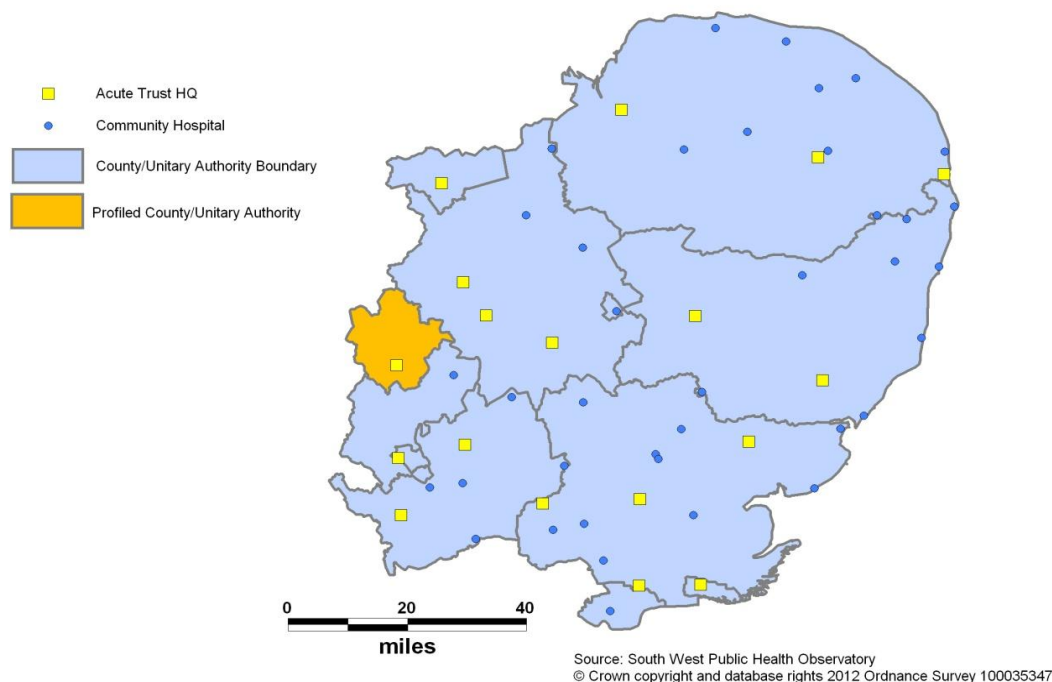 Acute Trust HQ
Community Hospital
County/Unitary Authority Boundary
Profiled County/Unitary Authority
0 20 40
miles
Source: South West Public Health Observatory
© Crown copyright and database rights 2012 Ordnance Survey 100035347